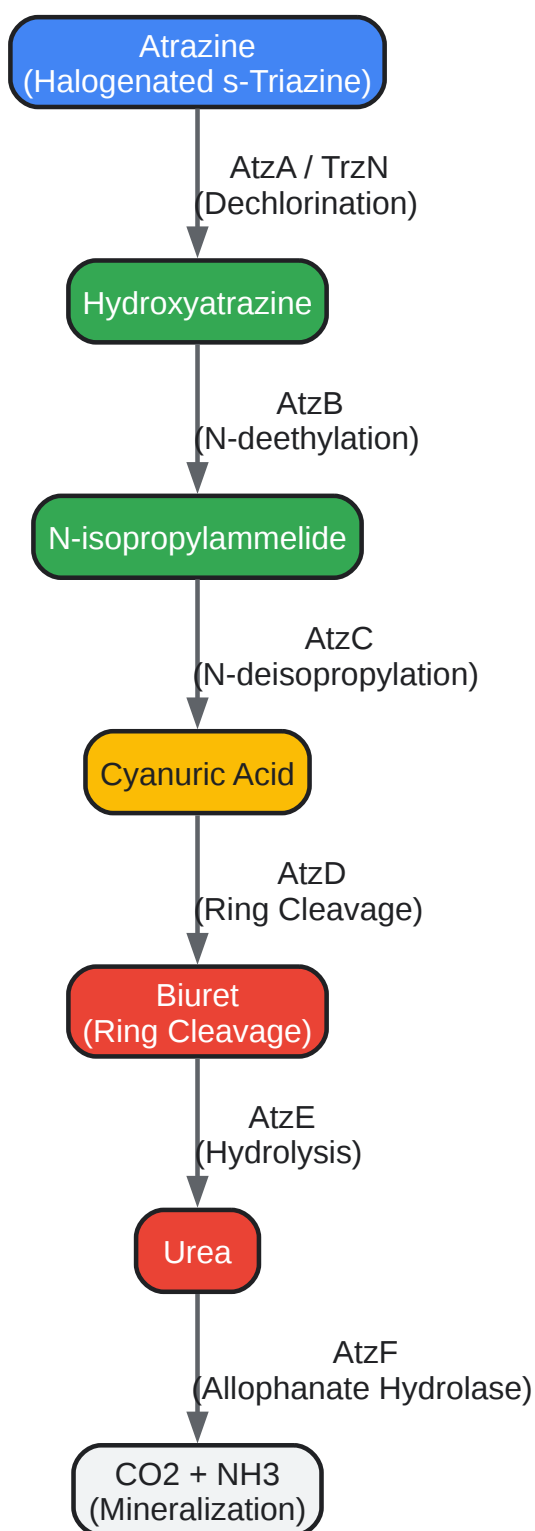 Atrazine
(Halogenated s-Triazine)
AtzA / TrzN
(Dechlorination)
Hydroxyatrazine
AtzB
(N-deethylation)
N-isopropylammelide
AtzC
(N-deisopropylation)
Cyanuric Acid
AtzD
(Ring Cleavage)
Biuret
(Ring Cleavage)
AtzE
(Hydrolysis)
Urea
AtzF
(Allophanate Hydrolase)
CO2 + NH3
(Mineralization)